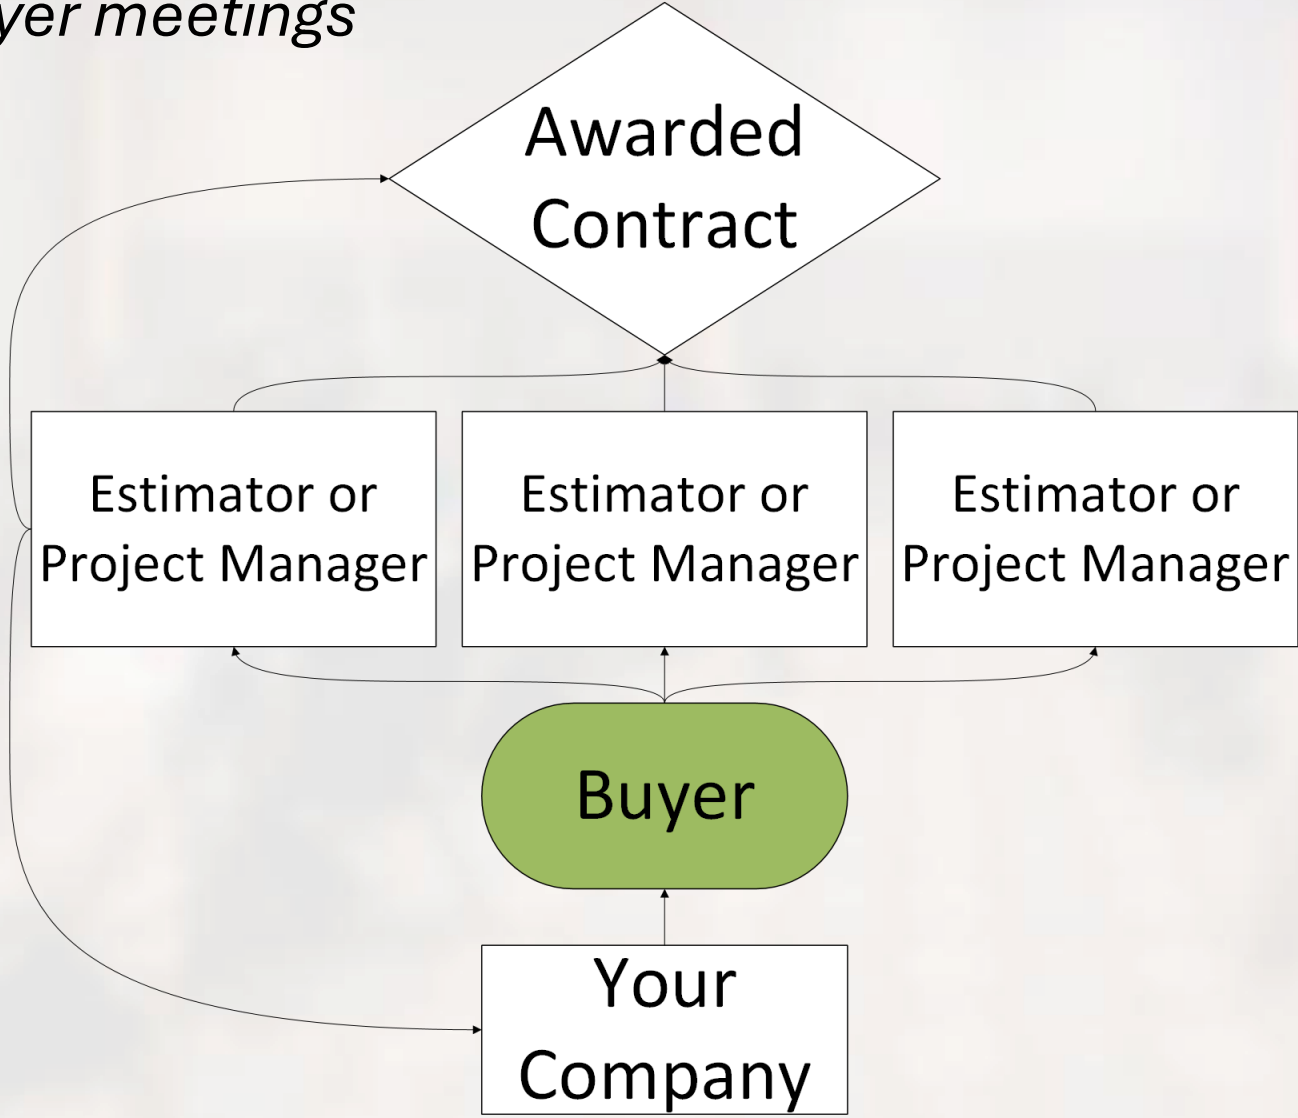 yer meetings
Awarded
Contract
Estimator or
Project Manager
Estimator or
Project Manager
Estimator or
Project Manager
Buyer
Your
Company